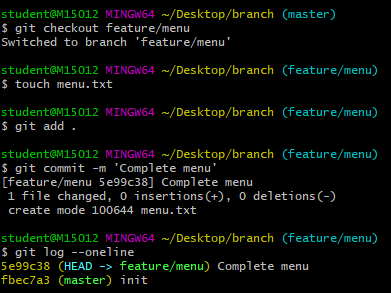 student@M15012 MINGW64 ~/Desktop/branch (master)
$ git checkout feature/menu
Switched to branch 'feature/menu'
student@M15012 MINGW64 ~/Desktop/branch (feature/menu)
$ touch menu.txt
student@M15012 MINGW64 ~/Desktop/branch (feature/menu)
$ git add .
student@M15012 MINGW64 ~/Desktop/branch (feature/menu)
$ git commit -m 'Complete menu'
[feature/menu 5e99c38] Complete menu
1 file changed, 0 insertions(+), 0 deletions(-)
create mode 100644 menu.txt
student@M15012 MINGW64 ~/Desktop/branch (feature/menu)
$ git log --oneline
5e99c38 (HEAD -> feature/menu) Complete menu
fbec7a3 (master) init